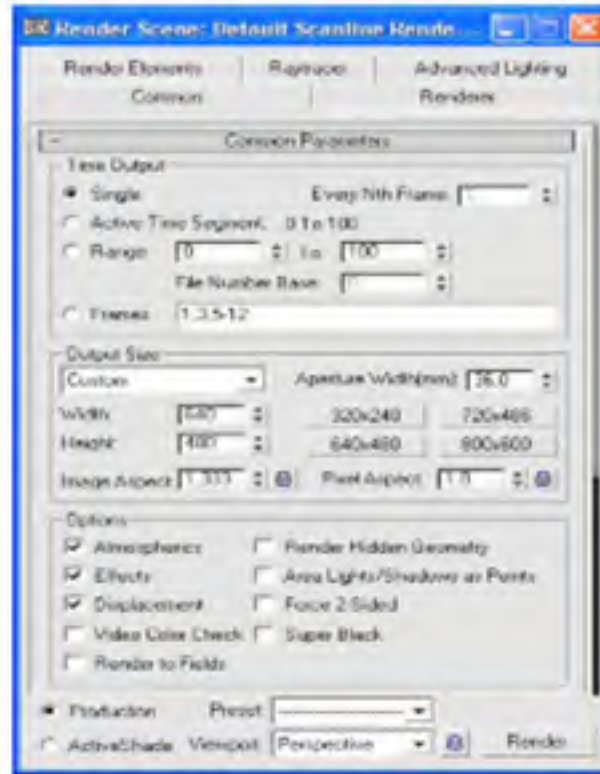 Render Scene: Default Scanline Rende...
Render Elements Raytracer Advanced Lighting
Common Renderer
- Common Parameters
Time Output
Single Every Nth Frame:
Active Time Segment: 0 To 100
Range: 0 To 100
File Number Base:
Frames 1,3,5-12
Output Size
Custom Aperture Width(mm): 36.0
Width: 640 320x240 720x486
Height: 480 640x480 800x600
Image Aspect: 1.333 Pixel Aspect: 1.0
Options
Atmospherics Render Hidden Geometry
Effects Area Lights/Shadows as Points
Displacement Force 2-Sided
Video Color Check Super Black
Render to Fields
Production Preset:
ActiveShade Viewport: Perspective Render